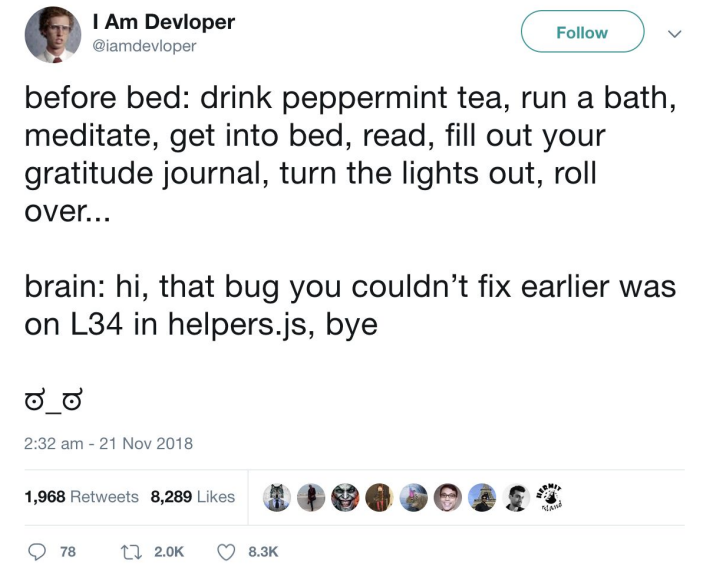 I Am Devloper
@iamdevloper
Follow
before bed: drink peppermint tea, run a bath,
meditate, get into bed, read, fill out your
gratitude journal, turn the lights out, roll
over...
brain: hi, that bug you couldn’t fix earlier was
on L34 in helpers.js, bye
ಠ_ಠ
2:32 am - 21 Nov 2018
1,968 Retweets 8,289 Likes
HERMIT
ISLAND
78 2.0K 8.3K